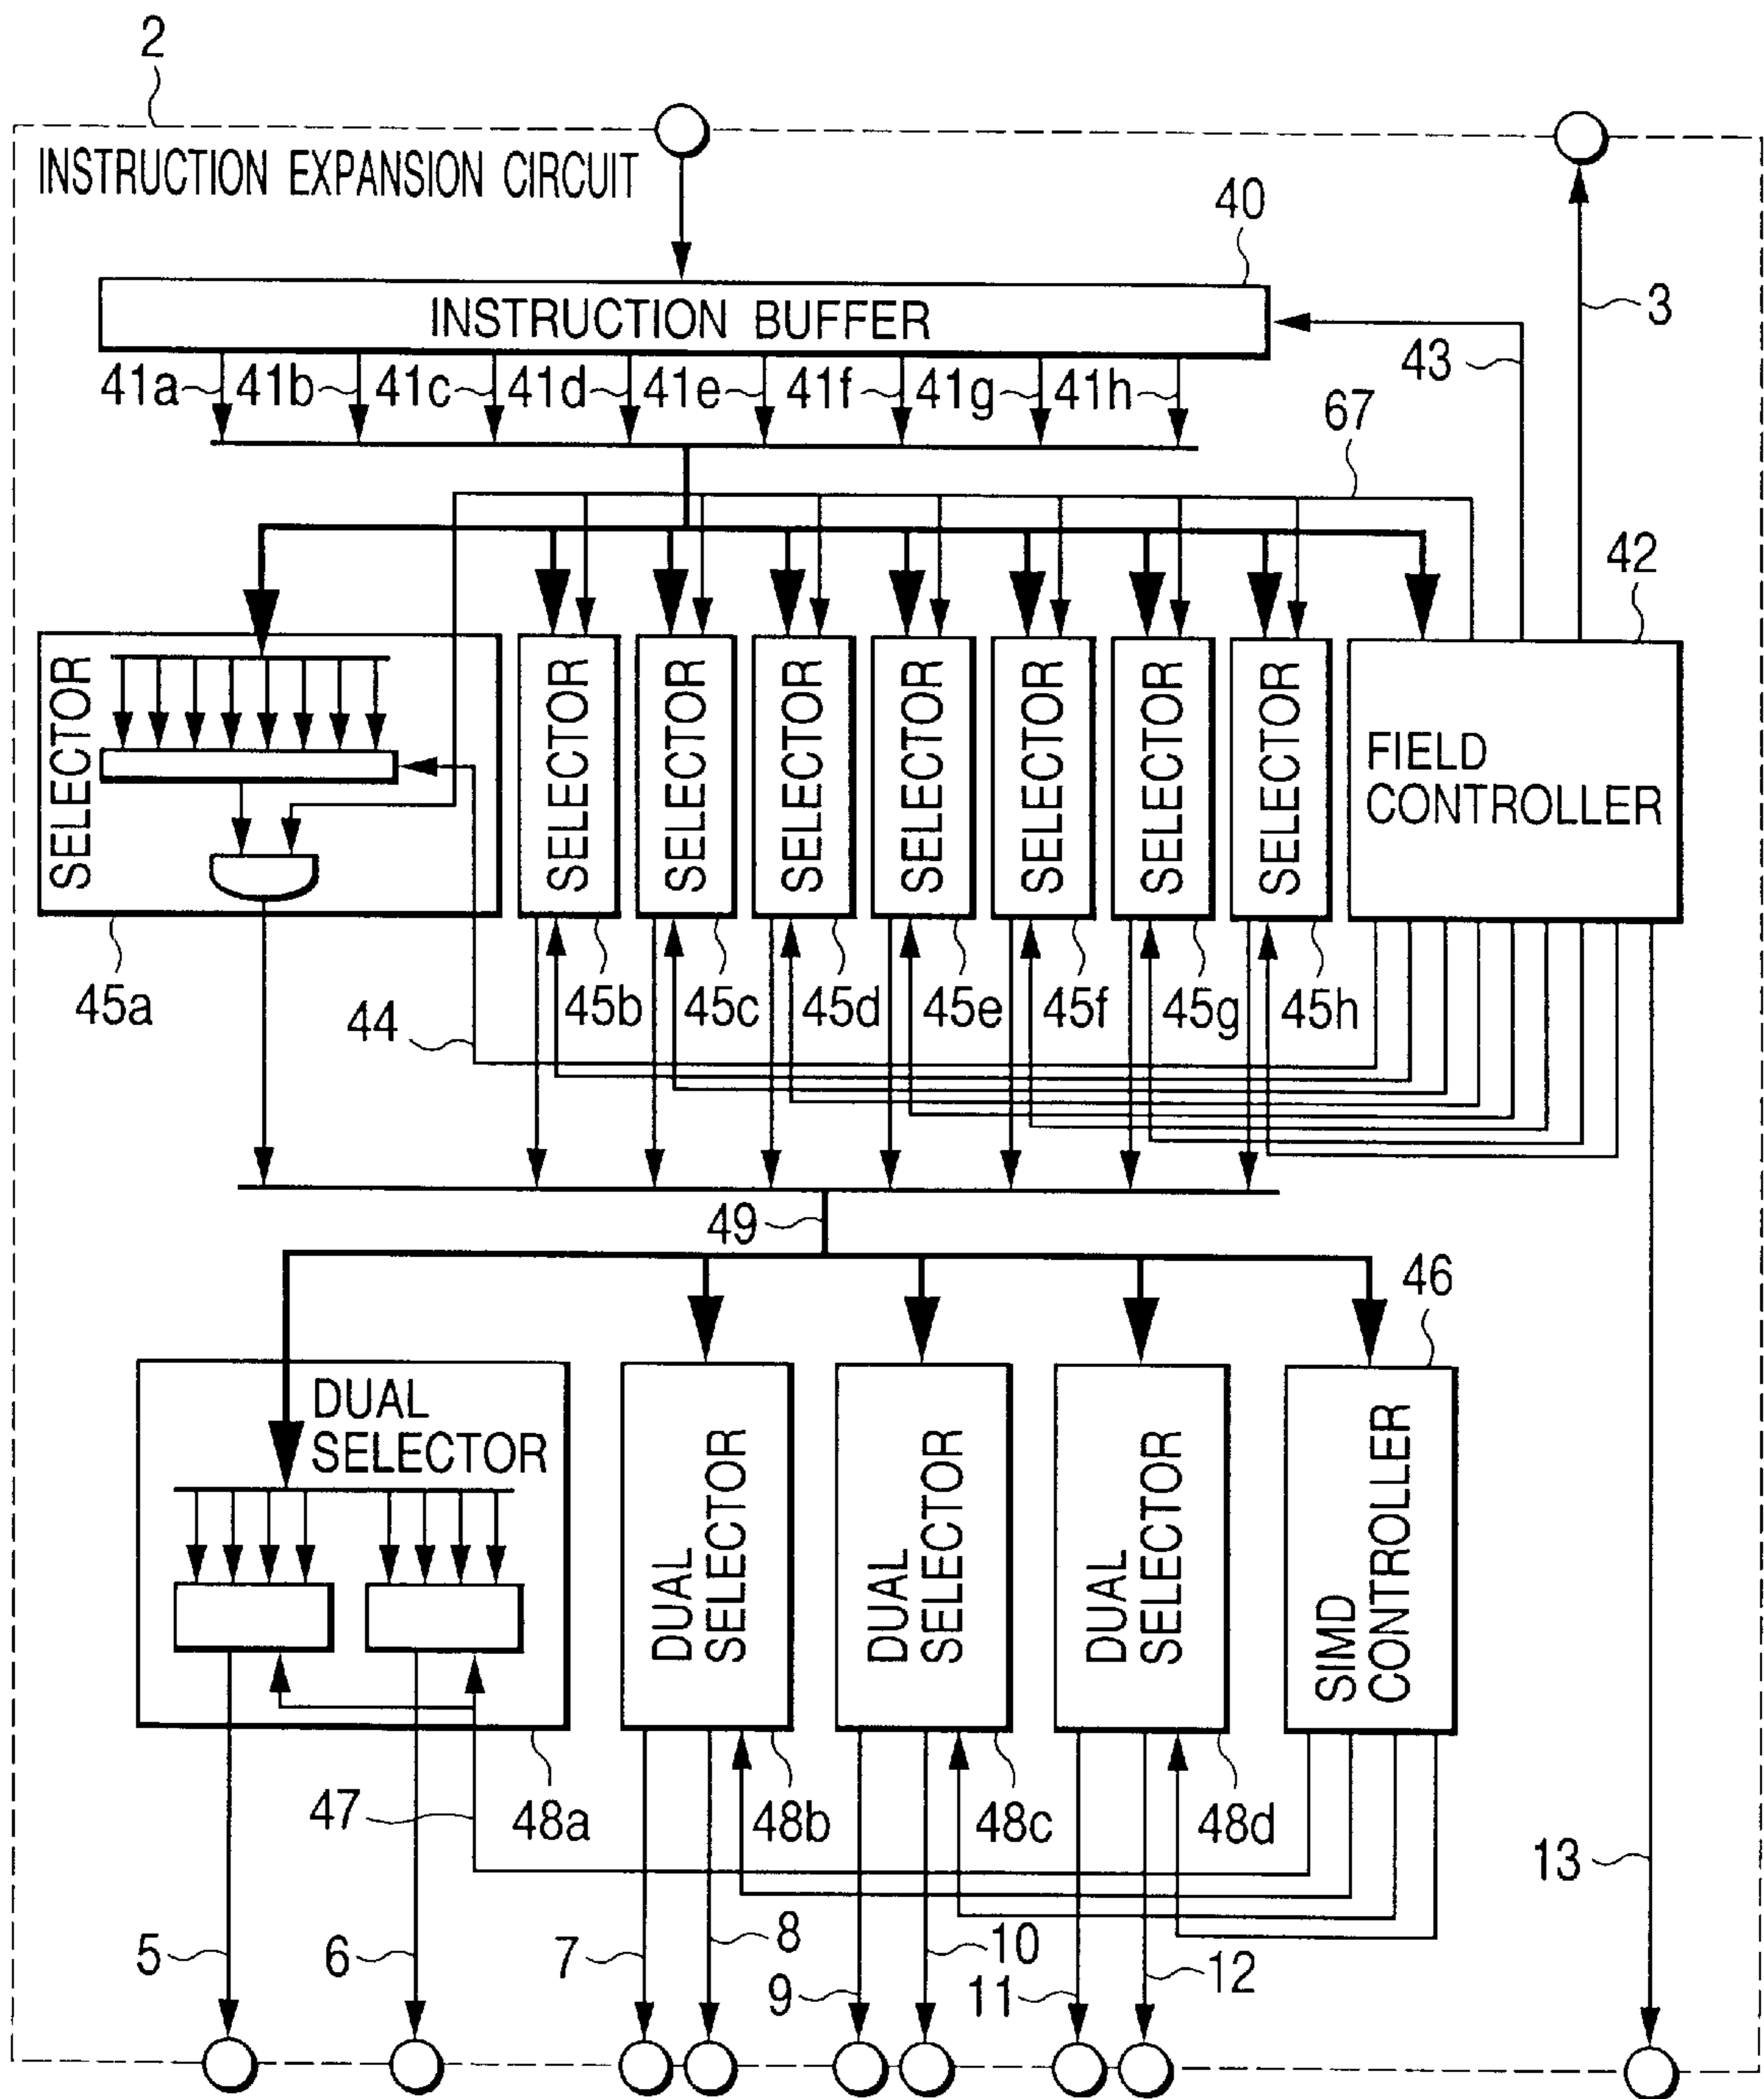 2
INSTRUCTION EXPANSION CIRCUIT
40
INSTRUCTION BUFFER
3
43
41a
41b
41c
41d
41e
41f
41g
41h
67
42
SELECTOR
SELECTOR
SELECTOR
SELECTOR
SELECTOR
SELECTOR
SELECTOR
SELECTOR
FIELD
CONTROLLER
45a
44
45b
45c
45d
45e
45f
45g
45h
49
46
DUAL
SELECTOR
DUAL
SELECTOR
DUAL
SELECTOR
DUAL
SELECTOR
SIMD
CONTROLLER
47
48a
48b
48c
48d
13
5
6
7
8
9
10
11
12